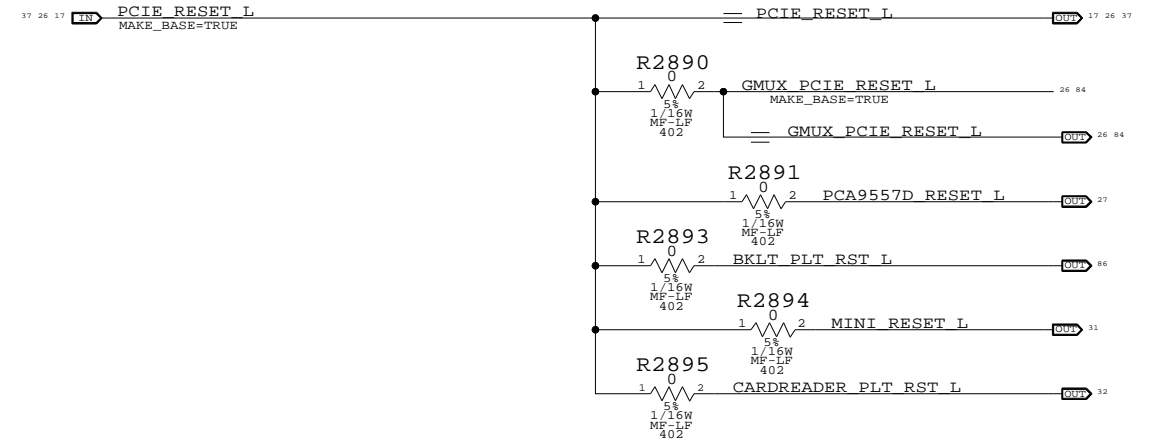 37 26 17 IN PCIE_RESET_L
MAKE_BASE=TRUE
PCIE_RESET_L OUT 17 26 37
R2890
0
1 2
5%
1/16W
MF-LF
402
GMUX_PCIE_RESET_L 26 84
MAKE_BASE=TRUE
GMUX_PCIE_RESET_L OUT 26 84
R2891
0
1 2
5%
1/16W
MF-LF
402
PCA9557D_RESET_L OUT 27
R2893
0
1 2
5%
1/16W
MF-LF
402
BKLT_PLT_RST_L OUT 86
R2894
0
1 2
5%
1/16W
MF-LF
402
MINI_RESET_L OUT 31
R2895
0
1 2
5%
1/16W
MF-LF
402
CARDREADER_PLT_RST_L OUT 32